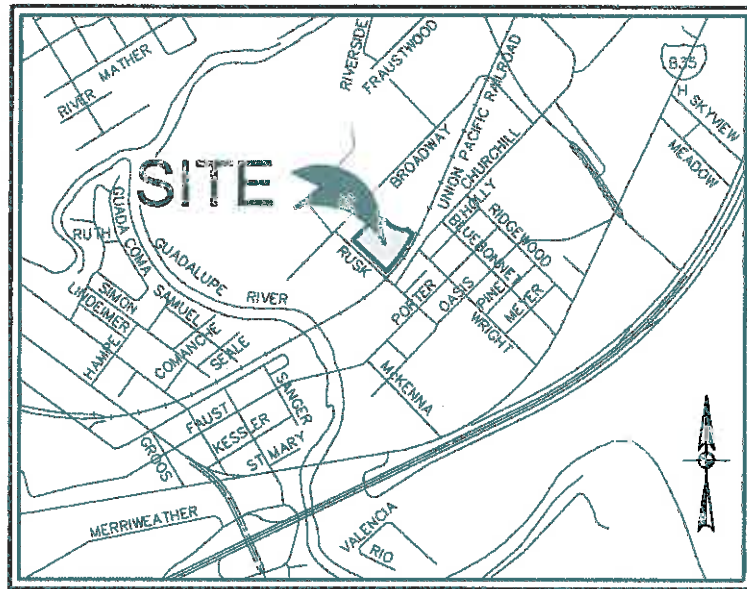 RIVERSIDE
FRAUSTWOOD
MATHER
RIVER
BROADWAY
UNION PACIFIC RAILROAD
CHURCHILL
835
H SKYVIEW
MEADOW
SITE
GUADA COMA
RUTH
GUADALUPE
RIVER
RUSK
HOLLY
BLUEBONNET
RIDGEWOOD
PORTER
OASIS
PINE
MEYER
WRIGHT
SIMON
LINDEIMER
SAMUELL
HAMPE
COMANCHE
SEALE
SANGER
McKENNA
FAUST
KESSLER
GROOS
ST MARY
MERRIWEATHER
VALENCIA
RIO